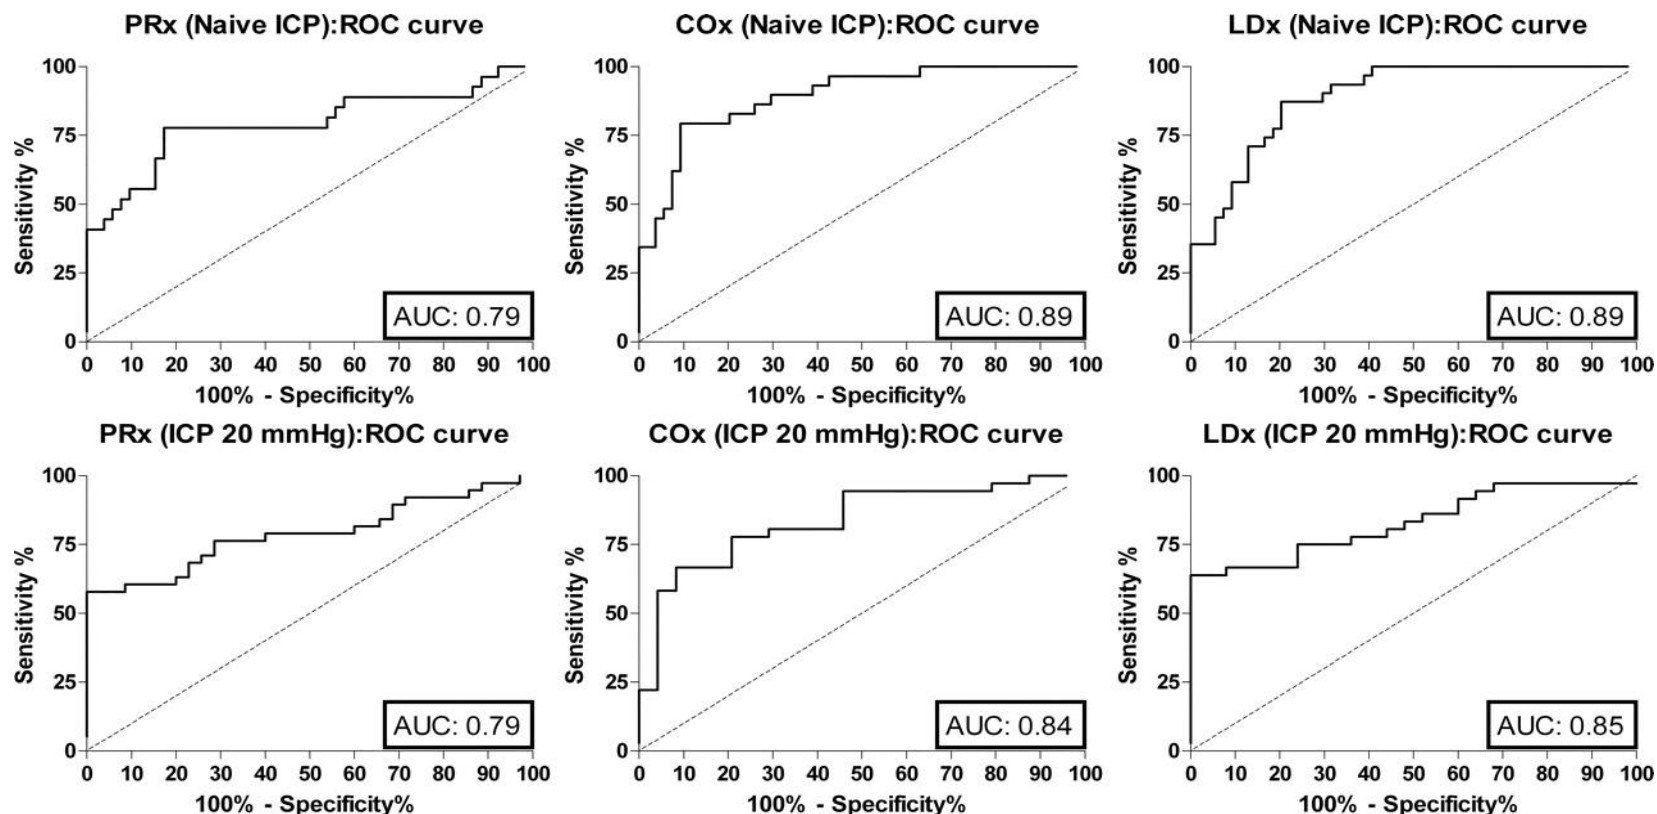 PRx (Naive ICP):ROC curve
100
75
50
25
0
Sensitivity %
AUC: 0.79
0 10 20 30 40 50 60 70 80 90 100
100% - Specificity%
COx (Naive ICP):ROC curve
100
75
50
25
0
Sensitivity %
AUC: 0.89
0 10 20 30 40 50 60 70 80 90 100
100% - Specificity%
LDx (Naive ICP):ROC curve
100
75
50
25
0
Sensitivity %
AUC: 0.89
0 10 20 30 40 50 60 70 80 90 100
100% - Specificity%
PRx (ICP 20 mmHg):ROC curve
100
75
50
25
0
Sensitivity %
AUC: 0.79
0 10 20 30 40 50 60 70 80 90 100
100% - Specificity%
COx (ICP 20 mmHg):ROC curve
100
75
50
25
0
Sensitivity %
AUC: 0.84
0 10 20 30 40 50 60 70 80 90 100
100% - Specificity%
LDx (ICP 20 mmHg):ROC curve
100
75
50
25
0
Sensitivity %
AUC: 0.85
0 10 20 30 40 50 60 70 80 90 100
100% - Specificity%